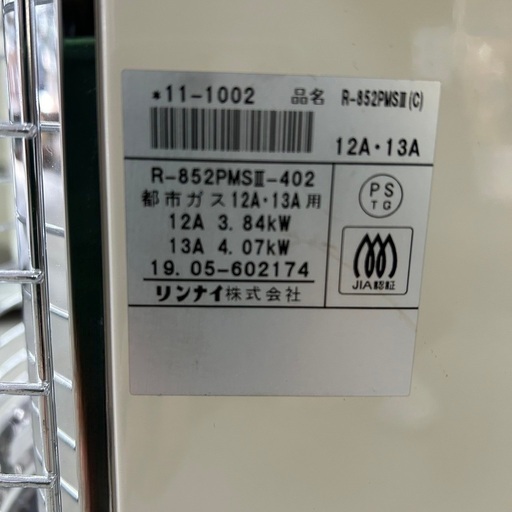 *11-1002 品名 R-852PMSⅢ(C)
12A・13A
R-852PMSⅢ-402
都市ガス12A・13A用
12A 3.84kW
13A 4.07kW
19.05-602174
リンナイ株式会社
PS
TG
JIA認証